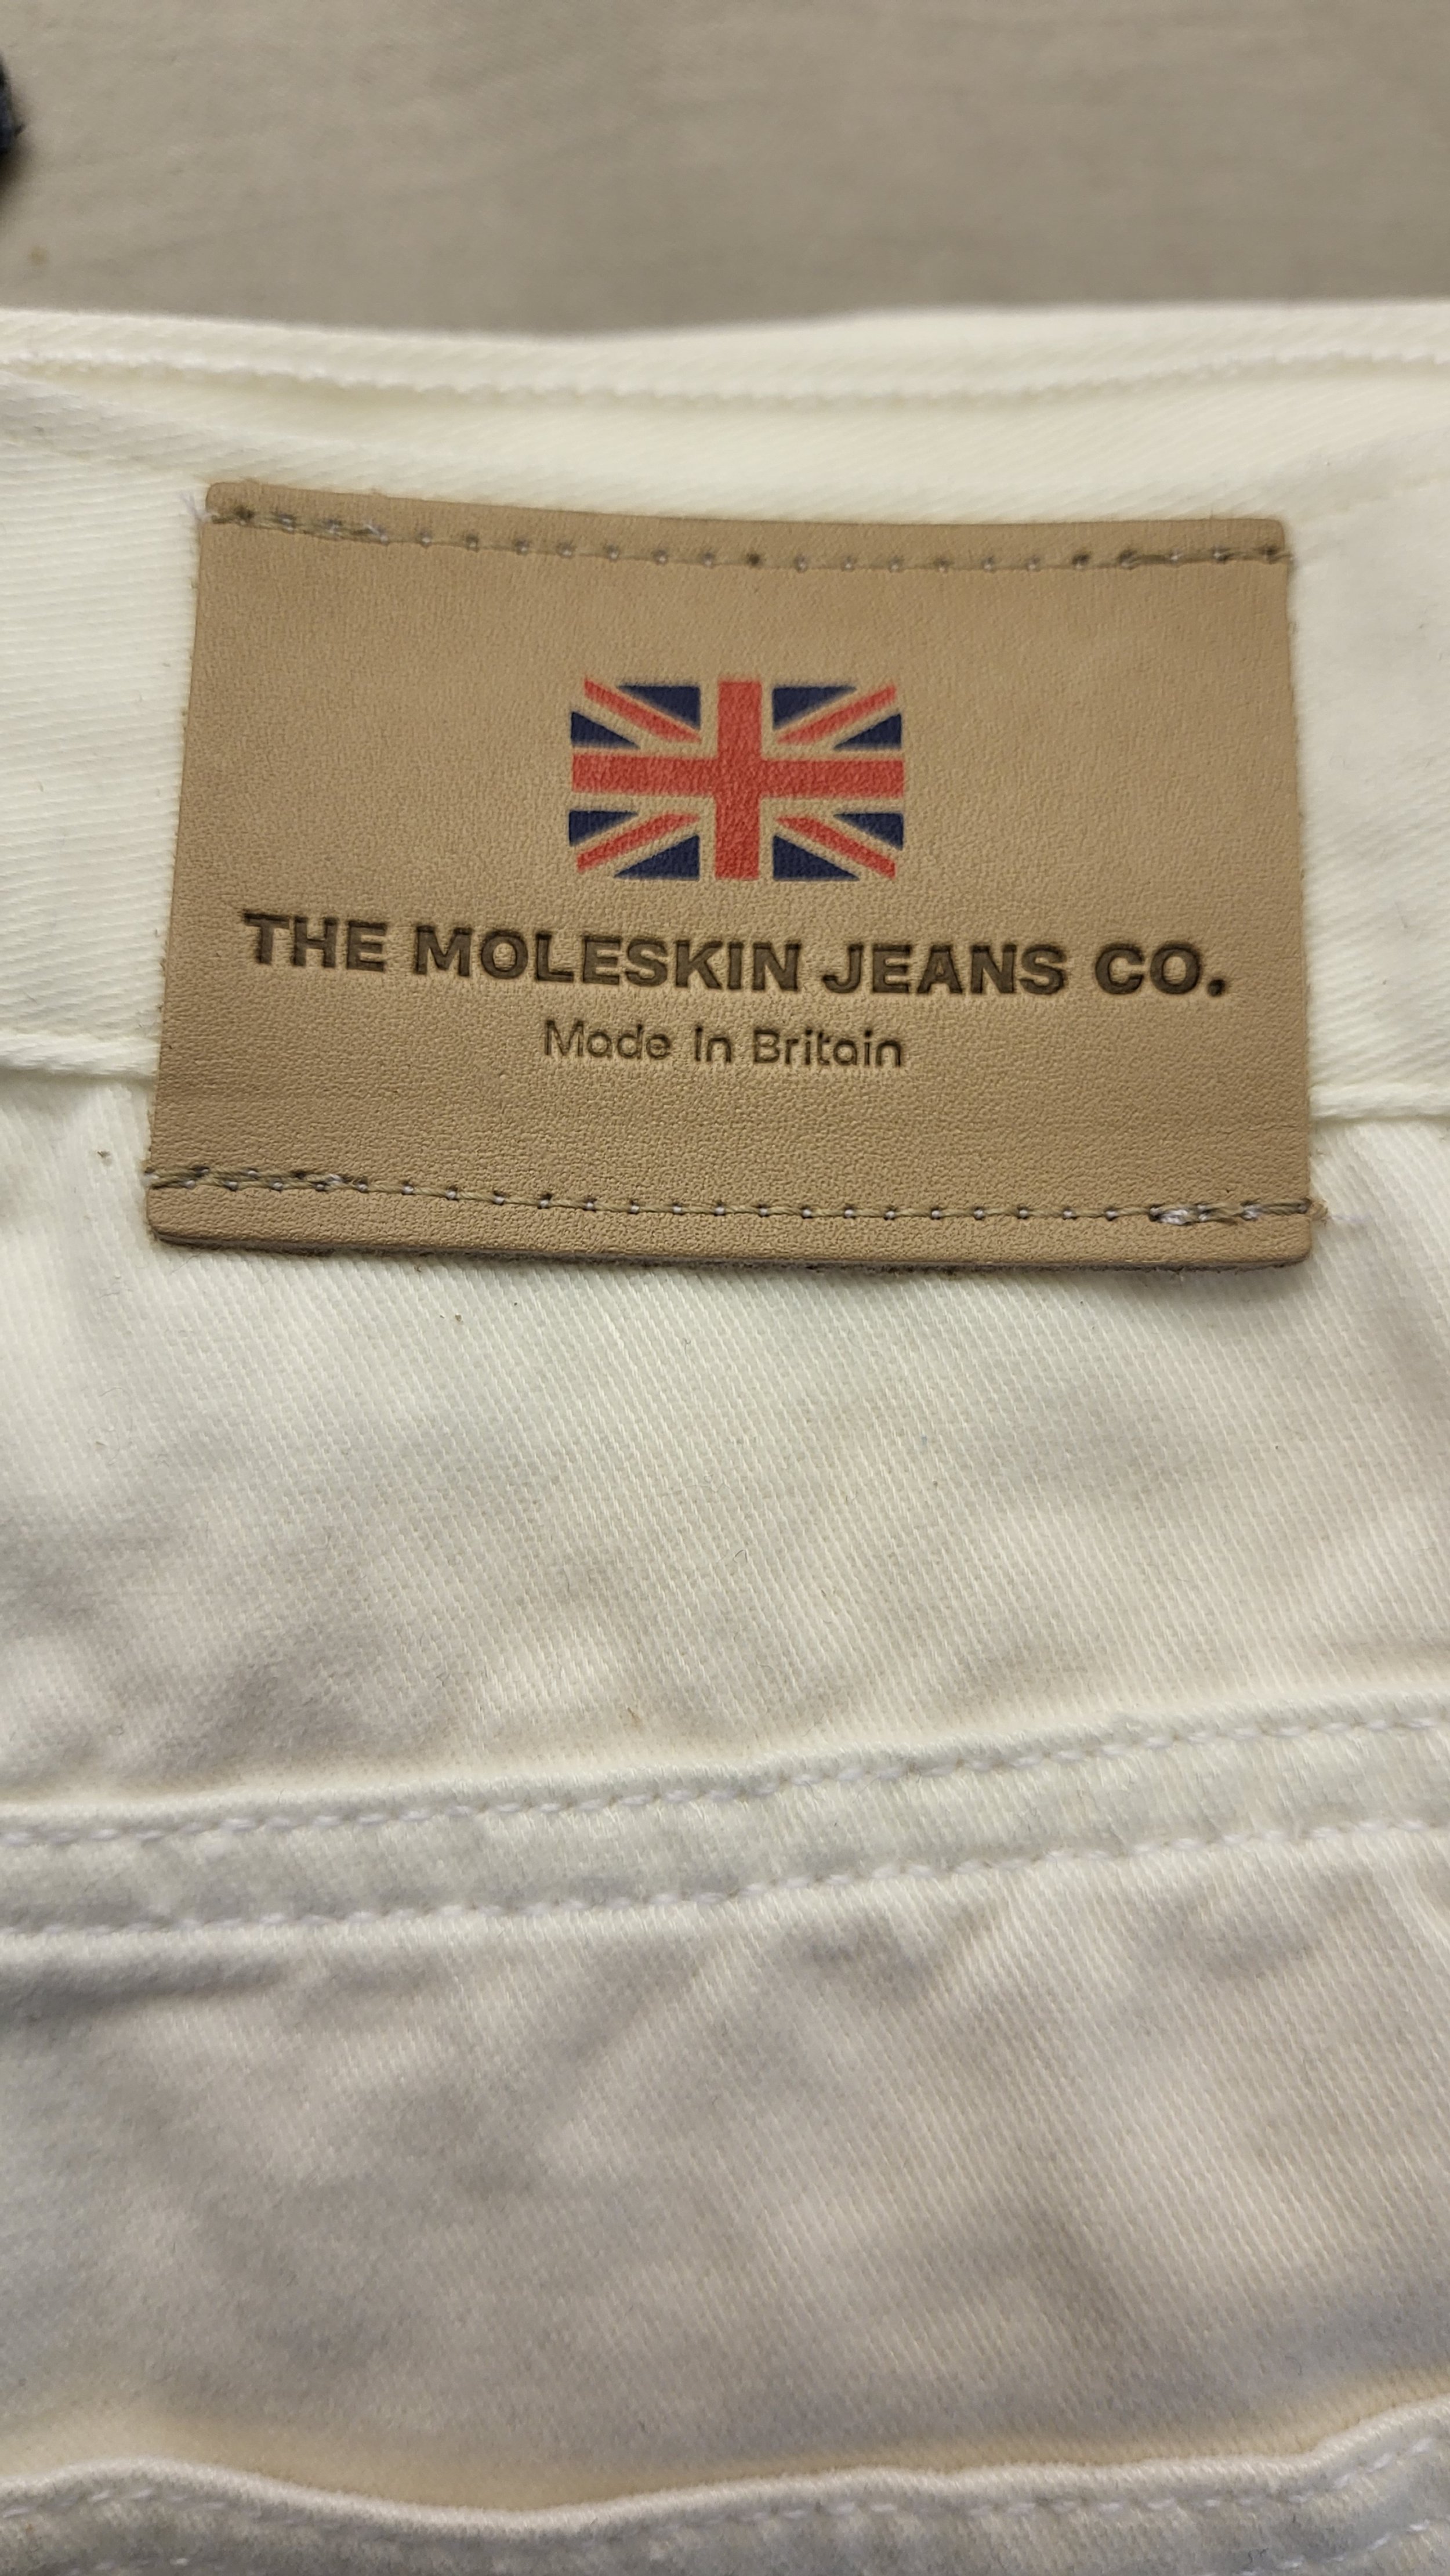 THE MOLESKIN JEANS CO.
Made In Britain